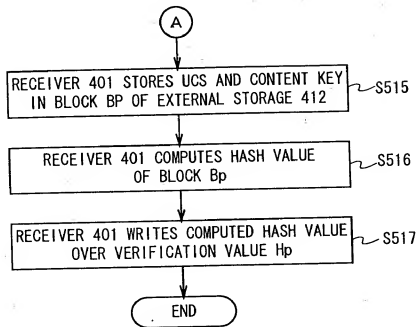 A
RECEIVER 401 STORES UCS AND CONTENT KEY
IN BLOCK BP OF EXTERNAL STORAGE 412
S515
RECEIVER 401 COMPUTES HASH VALUE
OF BLOCK Bp
S516
RECEIVER 401 WRITES COMPUTED HASH VALUE
OVER VERIFICATION VALUE Hp
S517
END